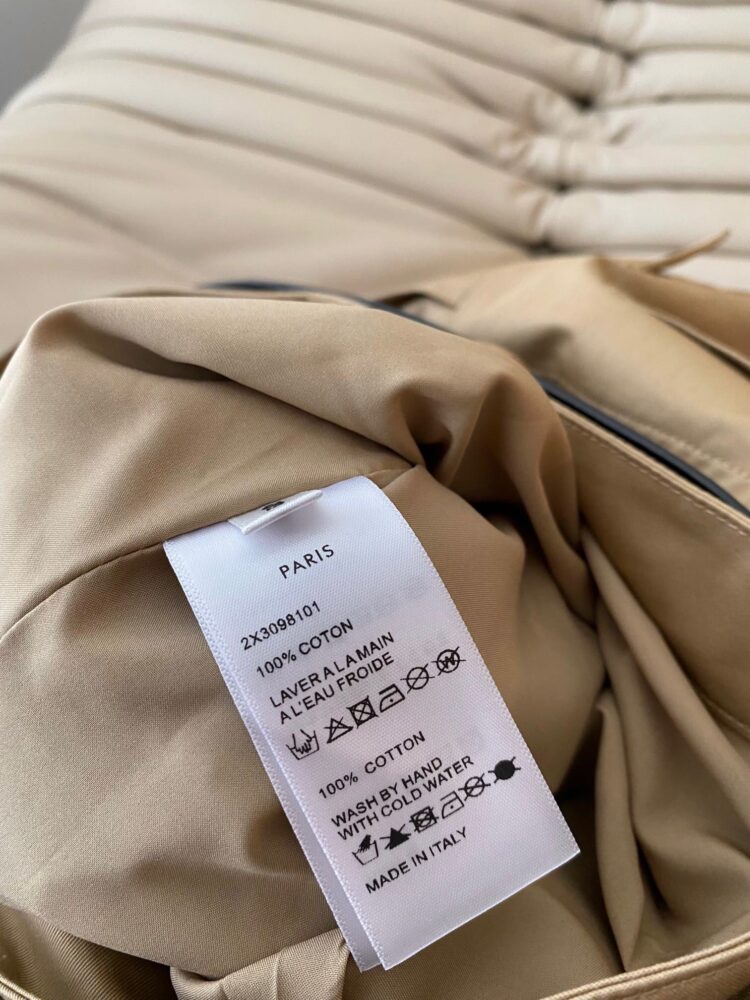 PARIS
2X3098101
100% COTON
LAVER A LA MAIN
A L'EAU FROIDE
W
100% COTTON
WASH BY HAND
WITH COLD WATER
MADE IN ITALY